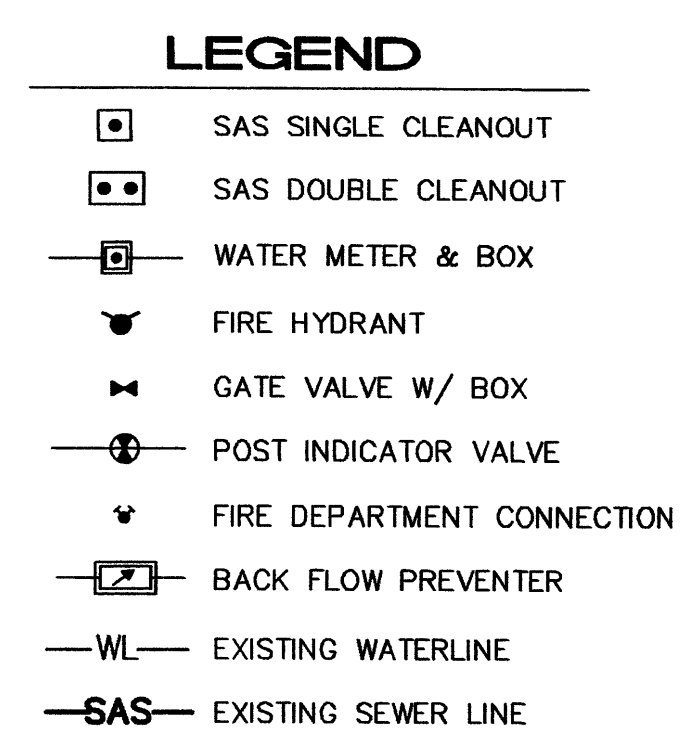 LEGEND
SAS SINGLE CLEANOUT
SAS DOUBLE CLEANOUT
WATER METER & BOX
FIRE HYDRANT
GATE VALVE W/ BOX
POST INDICATOR VALVE
FIRE DEPARTMENT CONNECTION
BACK FLOW PREVENTER
WL EXISTING WATERLINE
SAS EXISTING SEWER LINE